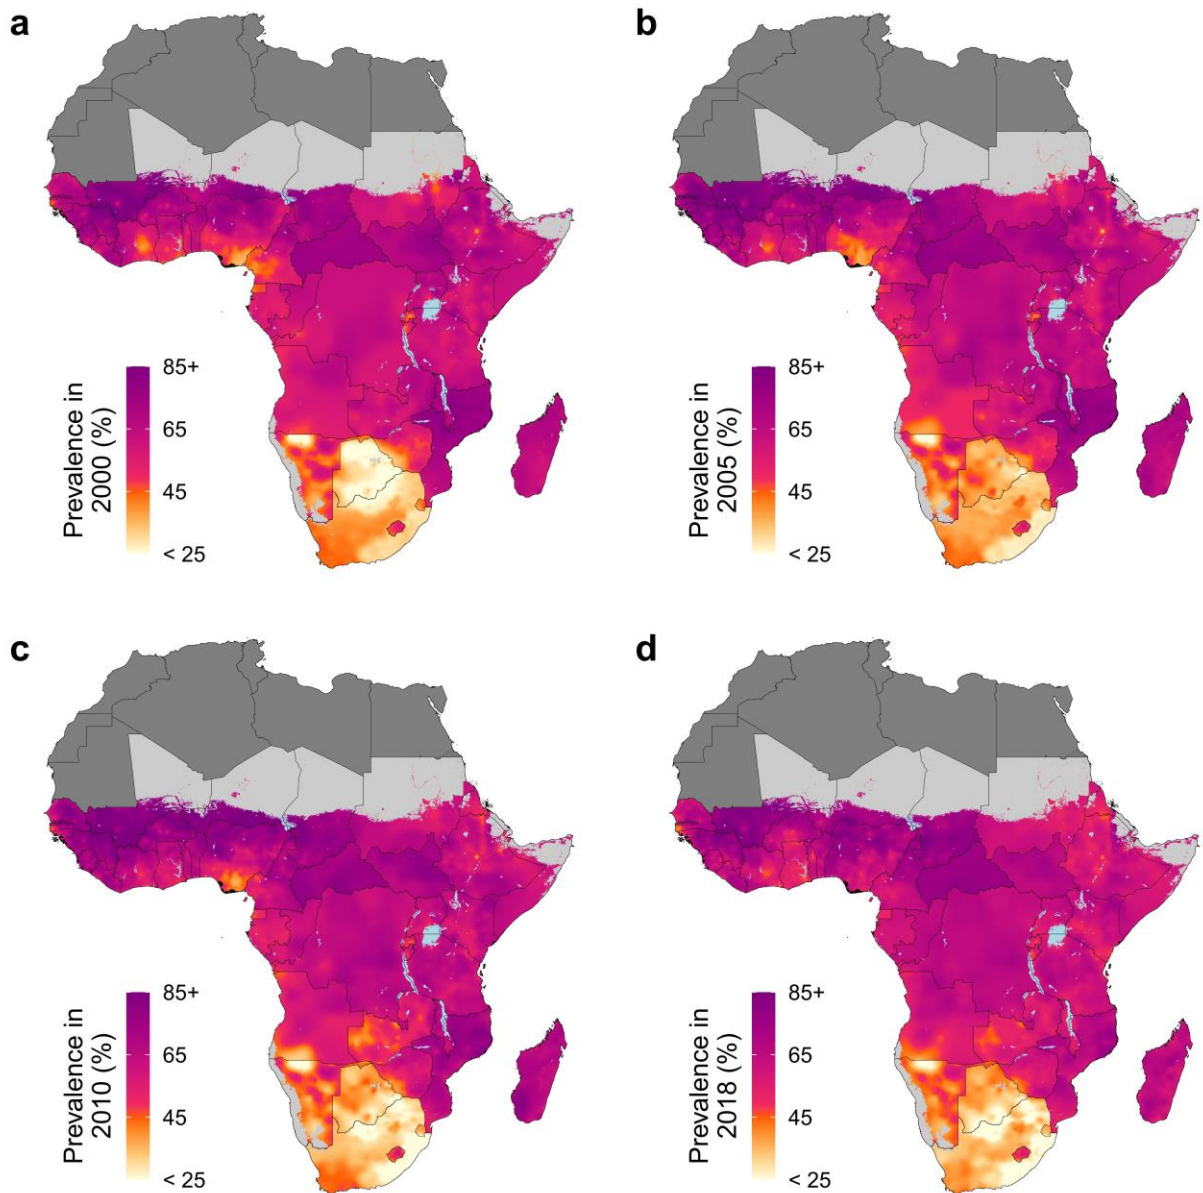 a
b
Prevalence in
2000 (%)
85+
65
45
< 25
Prevalence in
2005 (%)
85+
65
45
< 25
c
d
Prevalence in
2010 (%)
85+
65
45
< 25
Prevalence in
2018 (%)
85+
65
45
< 25